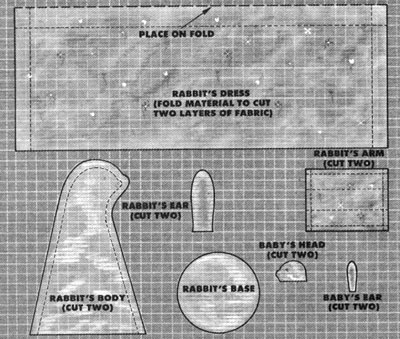 PLACE ON FOLD
RABBIT'S DRESS
(FOLD MATERIAL TO CUT
TWO LAYERS OF FABRIC)
RABBIT'S ARM
(CUT TWO)
RABBIT'S EAR
(CUT TWO)
BABY'S HEAD
(CUT TWO)
RABBIT'S BODY
(CUT TWO)
RABBIT'S BASE
BABY'S EAR
(CUT TWO)